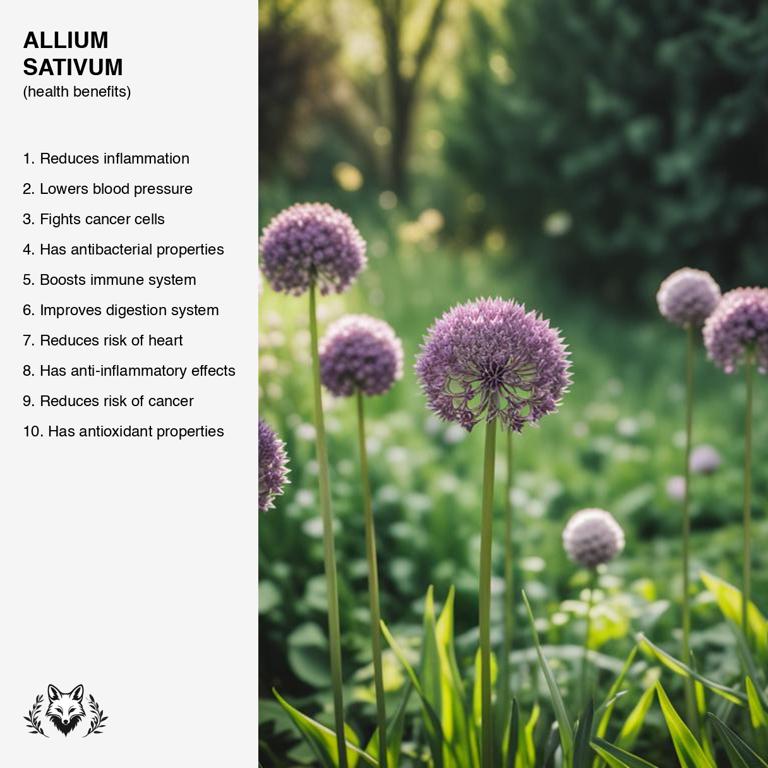 ALLIUM
SATIVUM
(health benefits)
1. Reduces inflammation
2. Lowers blood pressure
3. Fights cancer cells
4. Has antibacterial properties
5. Boosts immune system
6. Improves digestion system
7. Reduces risk of heart
8. Has anti-inflammatory effects
9. Reduces risk of cancer
10. Has antioxidant properties